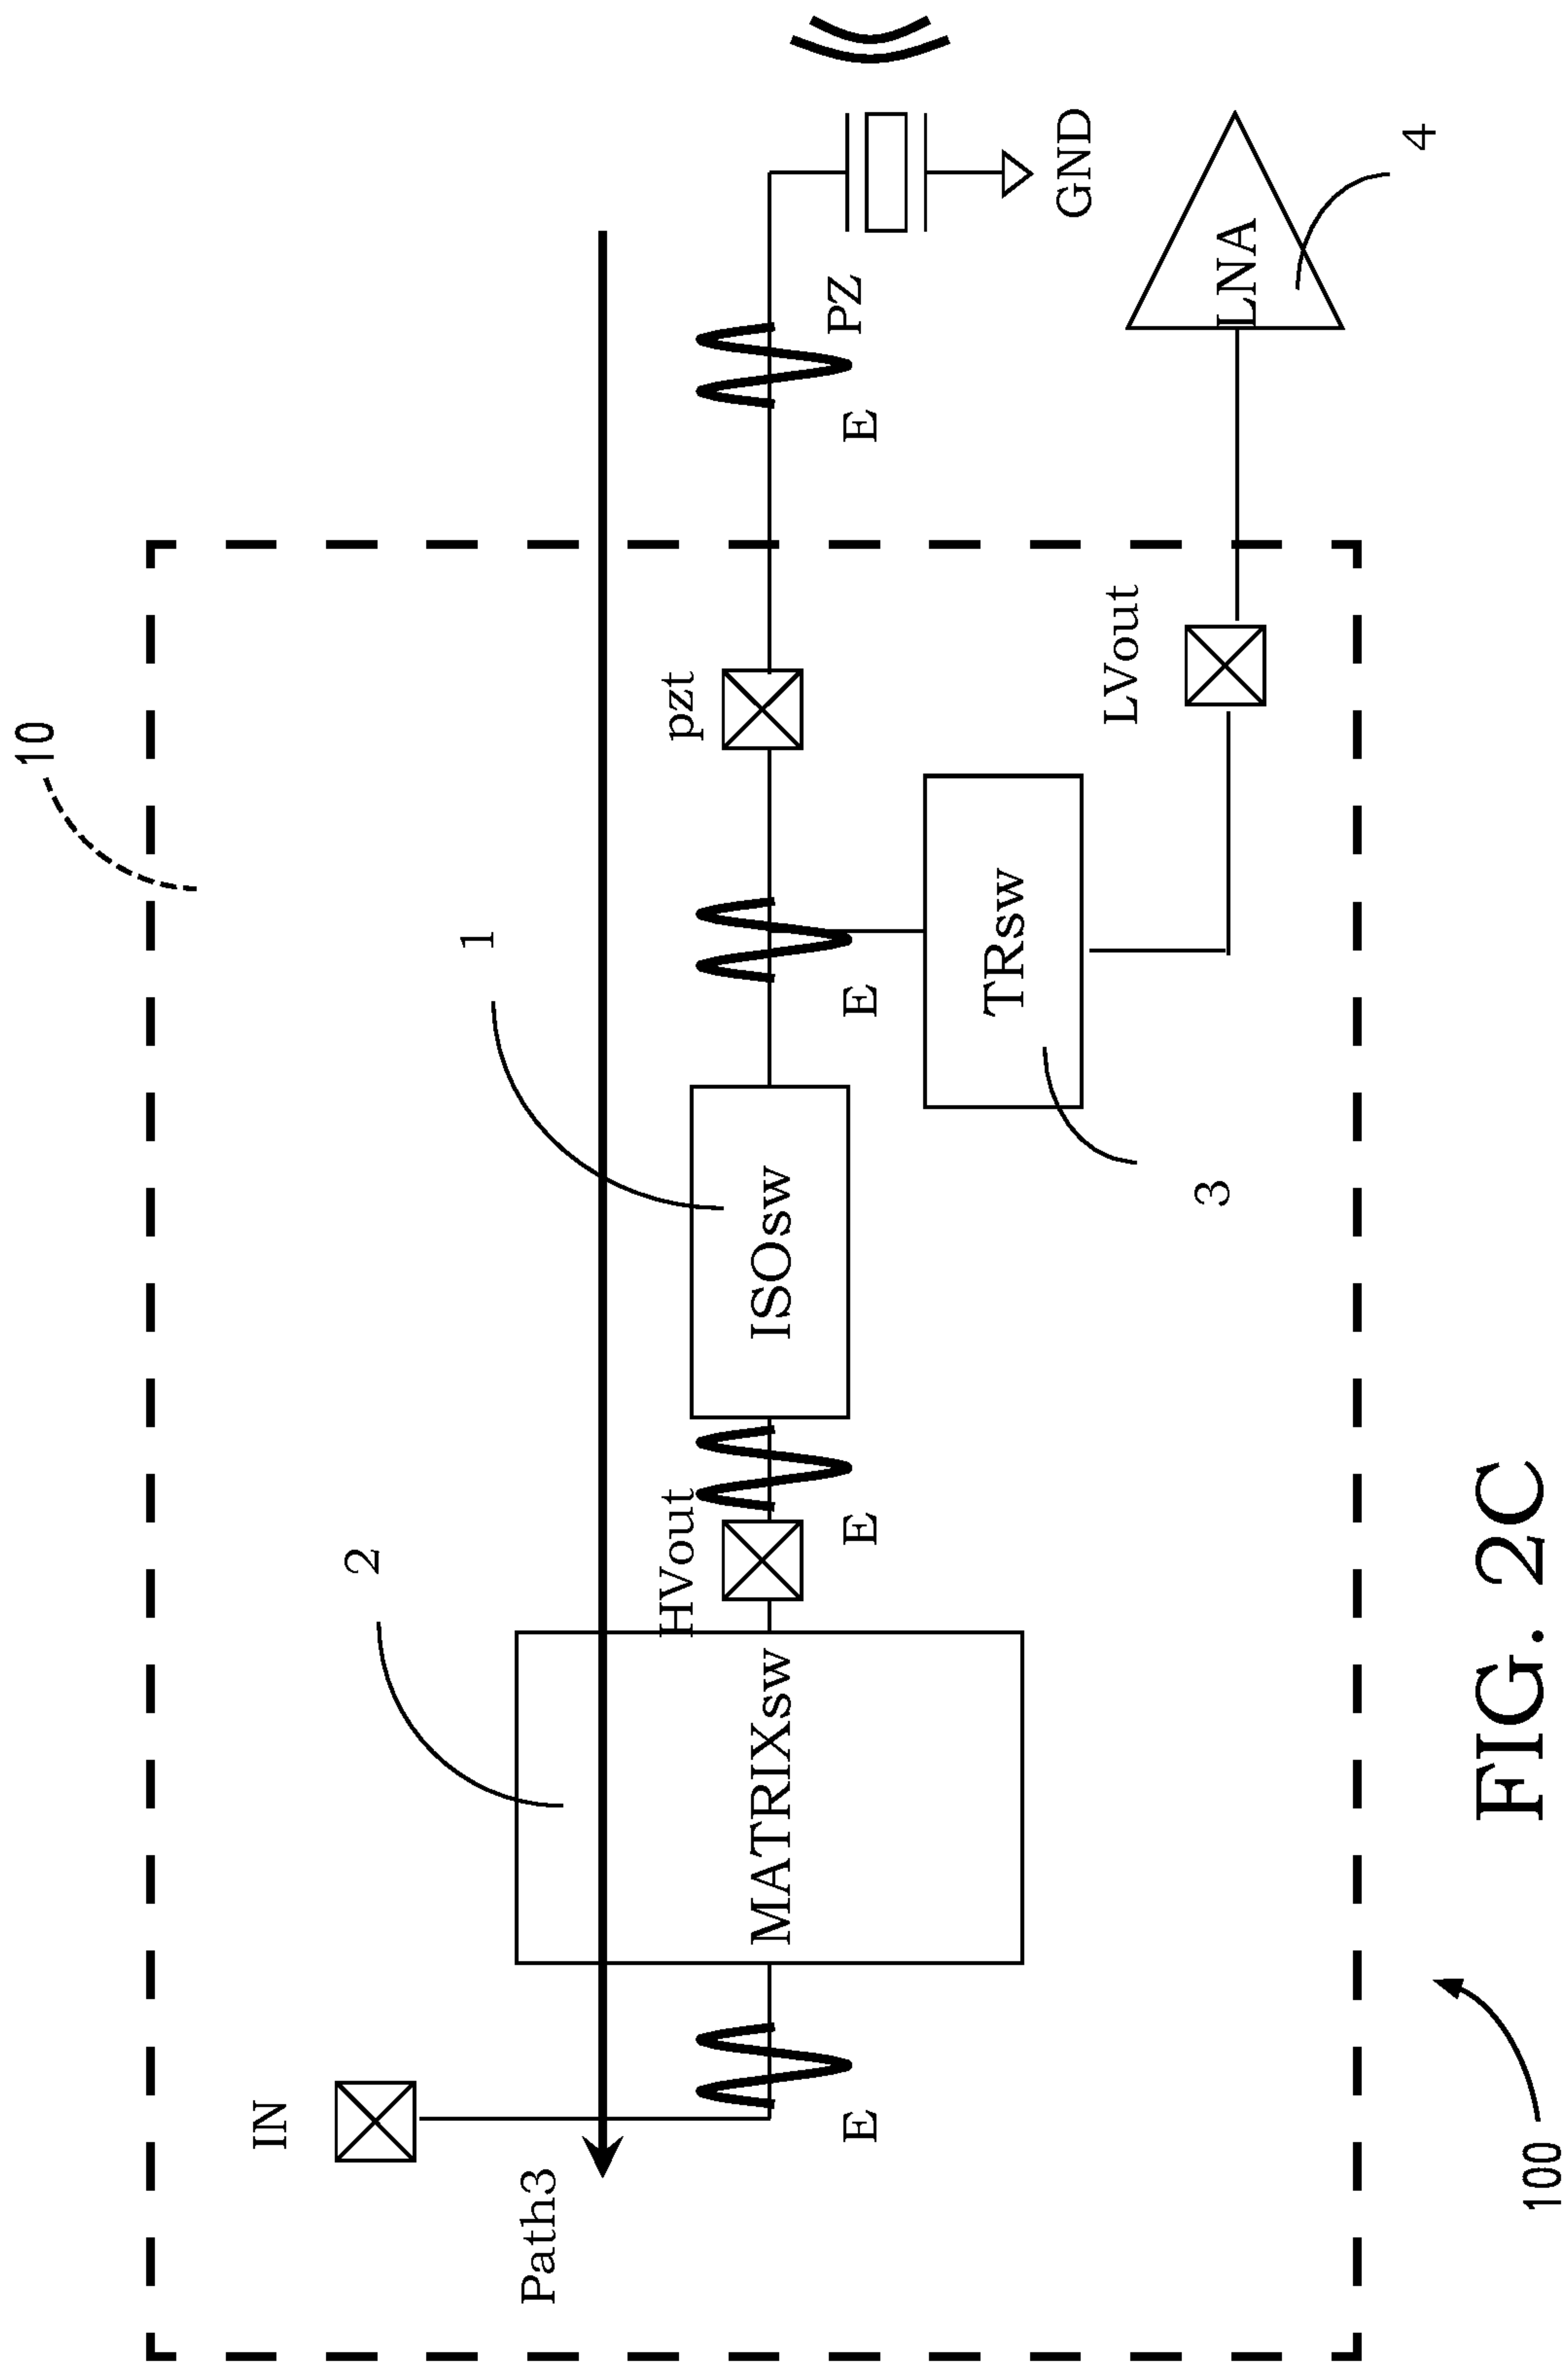 10
IN
2
1
Path3
HVout
pzt
E
MATRIXsw
E
ISOsw
E
E
PZ
GND
TRsw
3
LVout
LNA
4
100
FIG. 2C